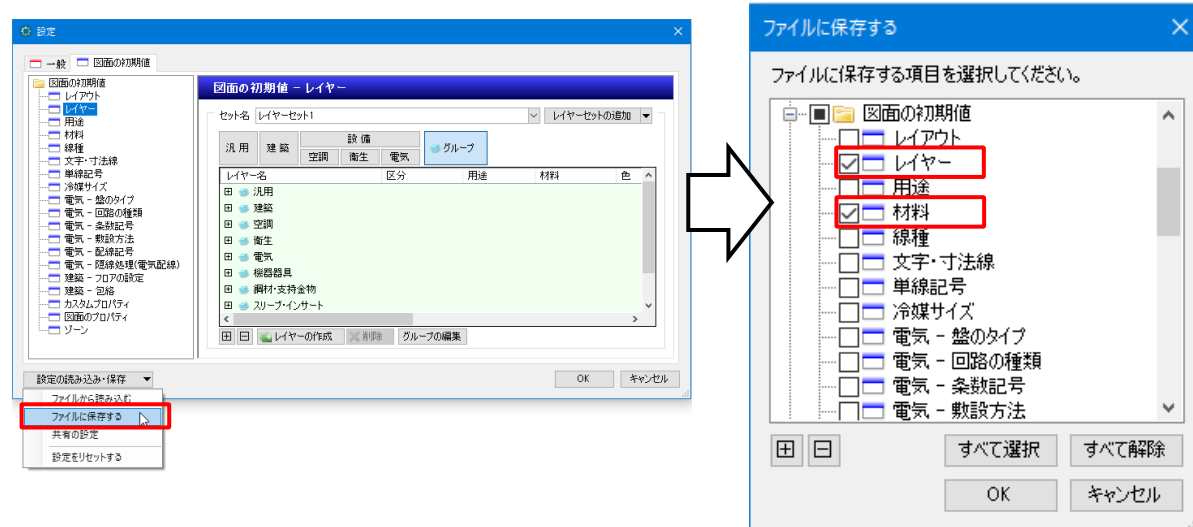 設定
一般 図面の初期値
図面の初期値
レイアウト
レイヤー
用途
材料
線種
文字・寸法線
単線記号
冷媒サイズ
電気 - 盤のタイプ
電気 - 回路の種類
電気 - 条数記号
電気 - 敷設方法
電気 - 配線記号
電気 - 隠線処理(電気配線)
建築 - フロアの設定
建築 - 包絡
カスタムプロパティ
図面のプロパティ
ゾーン
図面の初期値 - レイヤー
セット名 レイヤーセット1 レイヤーセットの追加
汎用 建築 設備 グループ
空調 衛生 電気
レイヤー名 区分 用途 材料 色
汎用
建築
空調
衛生
電気
機器器具
鋼材・支持金物
スリーブ・インサート
レイヤーの作成 削除 グループの編集
設定の読み込み・保存 OK キャンセル
ファイルから読み込む
ファイルに保存する
共有の設定
設定をリセットする
ファイルに保存する
ファイルに保存する項目を選択してください。
図面の初期値
レイアウト
レイヤー
用途
材料
線種
文字・寸法線
単線記号
冷媒サイズ
電気 - 盤のタイプ
電気 - 回路の種類
電気 - 条数記号
電気 - 敷設方法
すべて選択 すべて解除
OK キャンセル